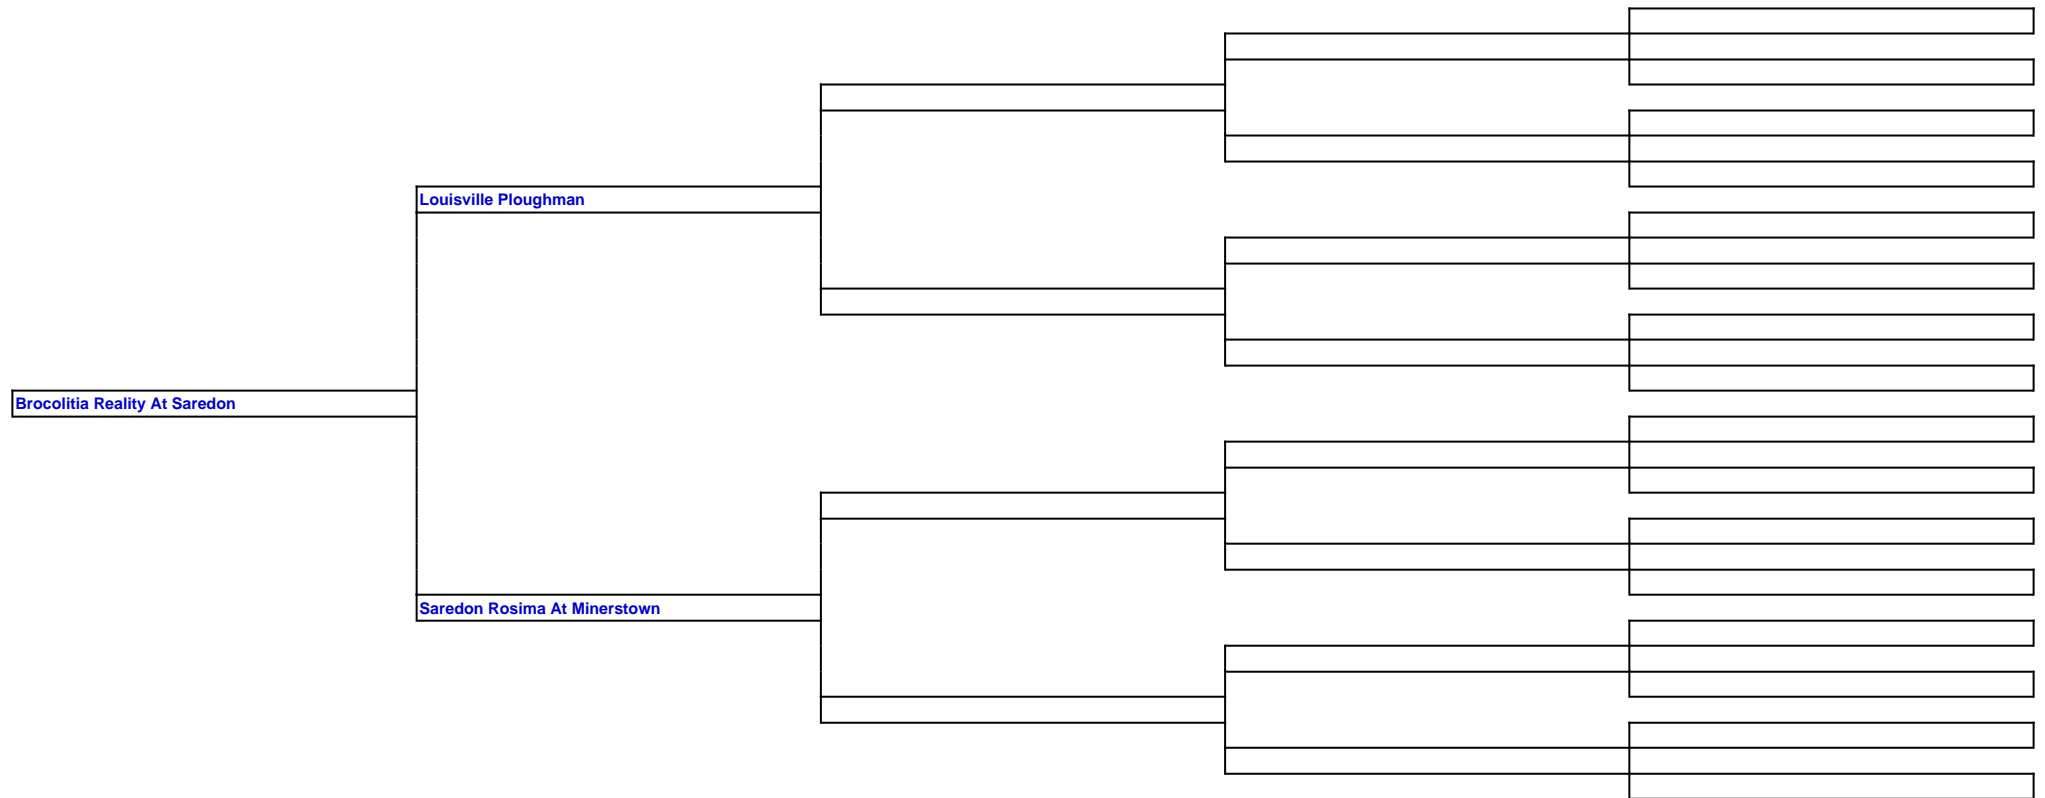 Louisville Ploughman
Brocolitia Reality At Saredon
Saredon Rosima At Minerstown